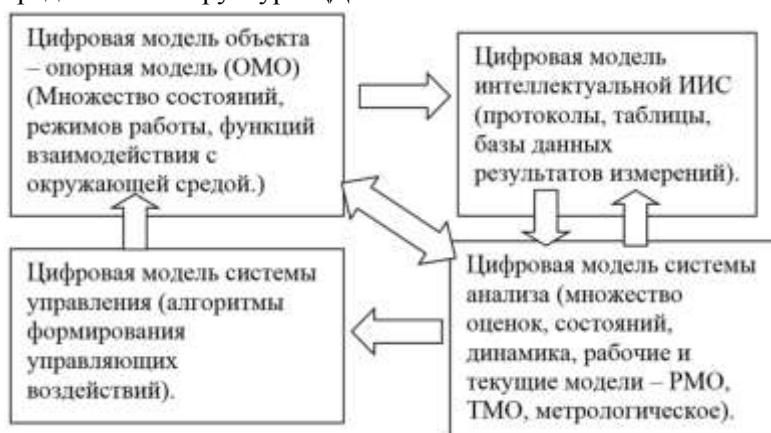 Цифровая модель объекта
– опорная модель (ОМО)
(Множество состояний,
режимов работы, функций
взаимодействия с
окружающей средой.)
Цифровая модель
интеллектуальной ИИС
(протоколы, таблицы,
базы данных
результатов измерений).
Цифровая модель системы
управления (алгоритмы
формирования
управляющих
воздействий).
Цифровая модель системы
анализа (множество
оценок, состояний,
динамика, рабочие и
текущие модели – РМО,
ТМО, метрологическое).